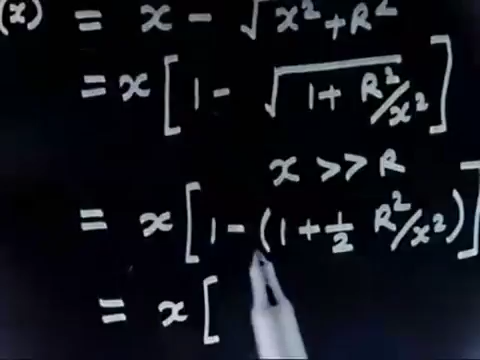 (x) = x - √x² + R²
= x [ 1 - √1 + R²/x² ]
x >> R
= x [ 1 - (1 + 1/2 R²/x²) ]
= x [